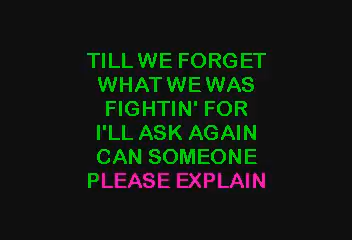 TILL WE FORGET
WHAT WE WAS
FIGHTIN' FOR
I'LL ASK AGAIN
CAN SOMEONE
PLEASE EXPLAIN